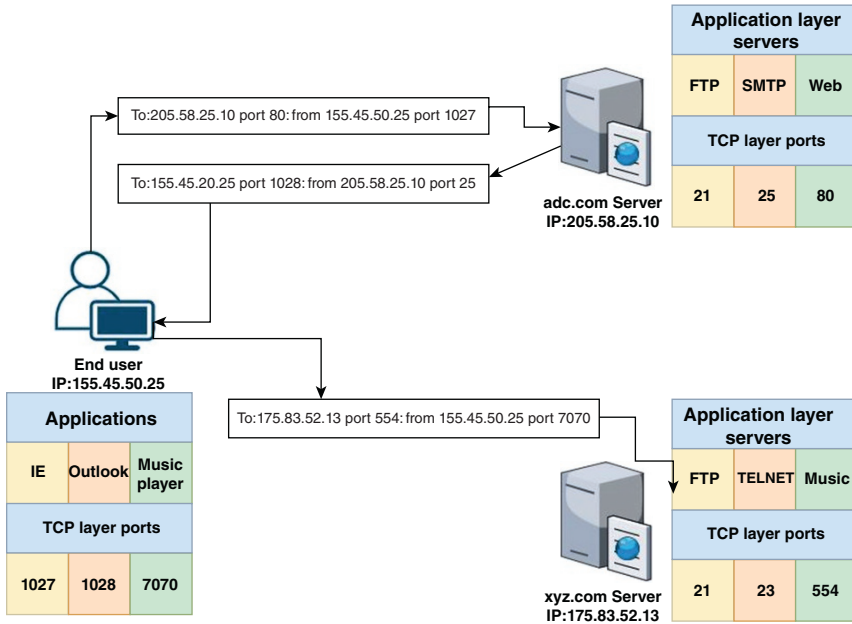 Application layer
servers
FTP SMTP Web
TCP layer ports
21 25 80
To:205.58.25.10 port 80: from 155.45.50.25 port 1027
To:155.45.20.25 port 1028: from 205.58.25.10 port 25
adc.com Server
IP:205.58.25.10
End user
IP:155.45.50.25
Applications
IE Outlook Music
player
TCP layer ports
1027 1028 7070
To:175.83.52.13 port 554: from 155.45.50.25 port 7070
Application layer
servers
FTP TELNET Music
TCP layer ports
21 23 554
xyz.com Server
IP:175.83.52.13